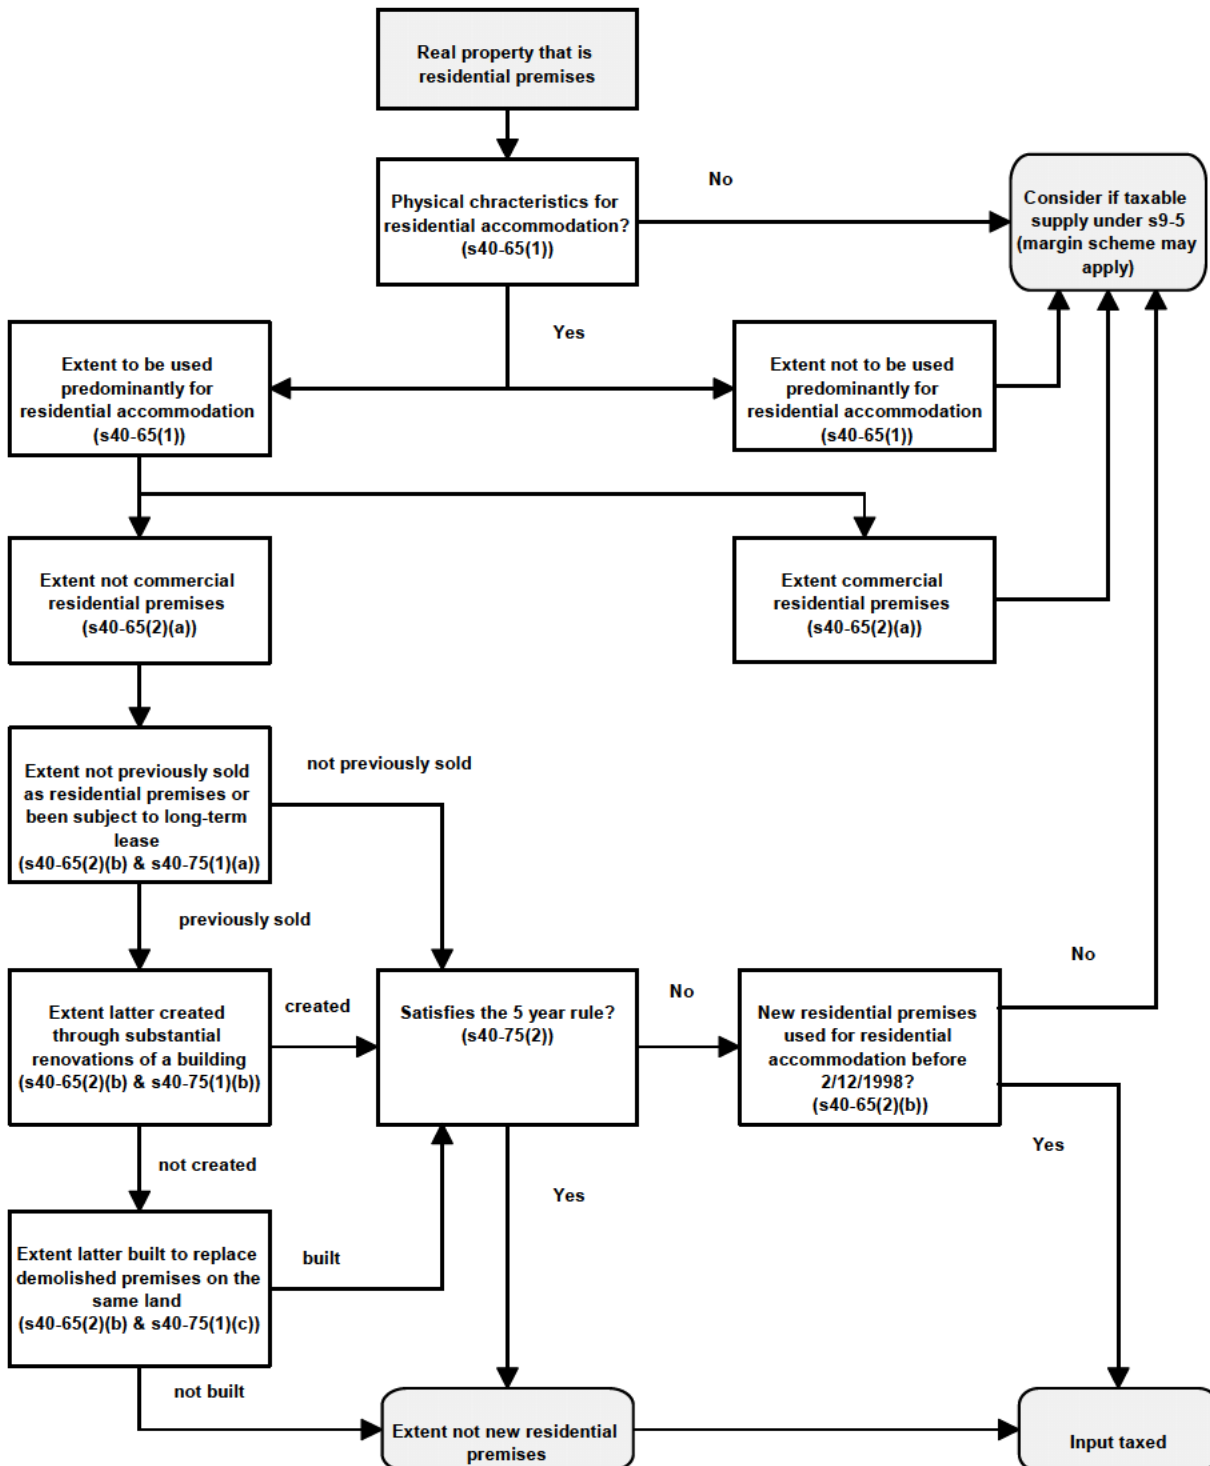 Real property that is
residential premises
Physical chracteristics for
residential accommodation?
(s40-65(1))
No
Consider if taxable
supply under s9-5
(margin scheme may
apply)
Yes
Extent to be used
predominantly for
residential accommodation
(s40-65(1))
Extent not to be used
predominantly for
residential accommodation
(s40-65(1))
Extent not commercial
residential premises
(s40-65(2)(a))
Extent commercial
residential premises
(s40-65(2)(a))
Extent not previously sold
as residential premises or
been subject to long-term
lease
(s40-65(2)(b) & s40-75(1)(a))
not previously sold
previously sold
Extent latter created
through substantial
renovations of a building
(s40-65(2)(b) & s40-75(1)(b))
created
Satisfies the 5 year rule?
(s40-75(2))
No
New residential premises
used for residential
accommodation before
2/12/1998?
(s40-65(2)(b))
No
Yes
not created
Yes
Extent latter built to replace
demolished premises on the
same land
(s40-65(2)(b) & s40-75(1)(c))
built
not built
Extent not new residential
premises
Input taxed